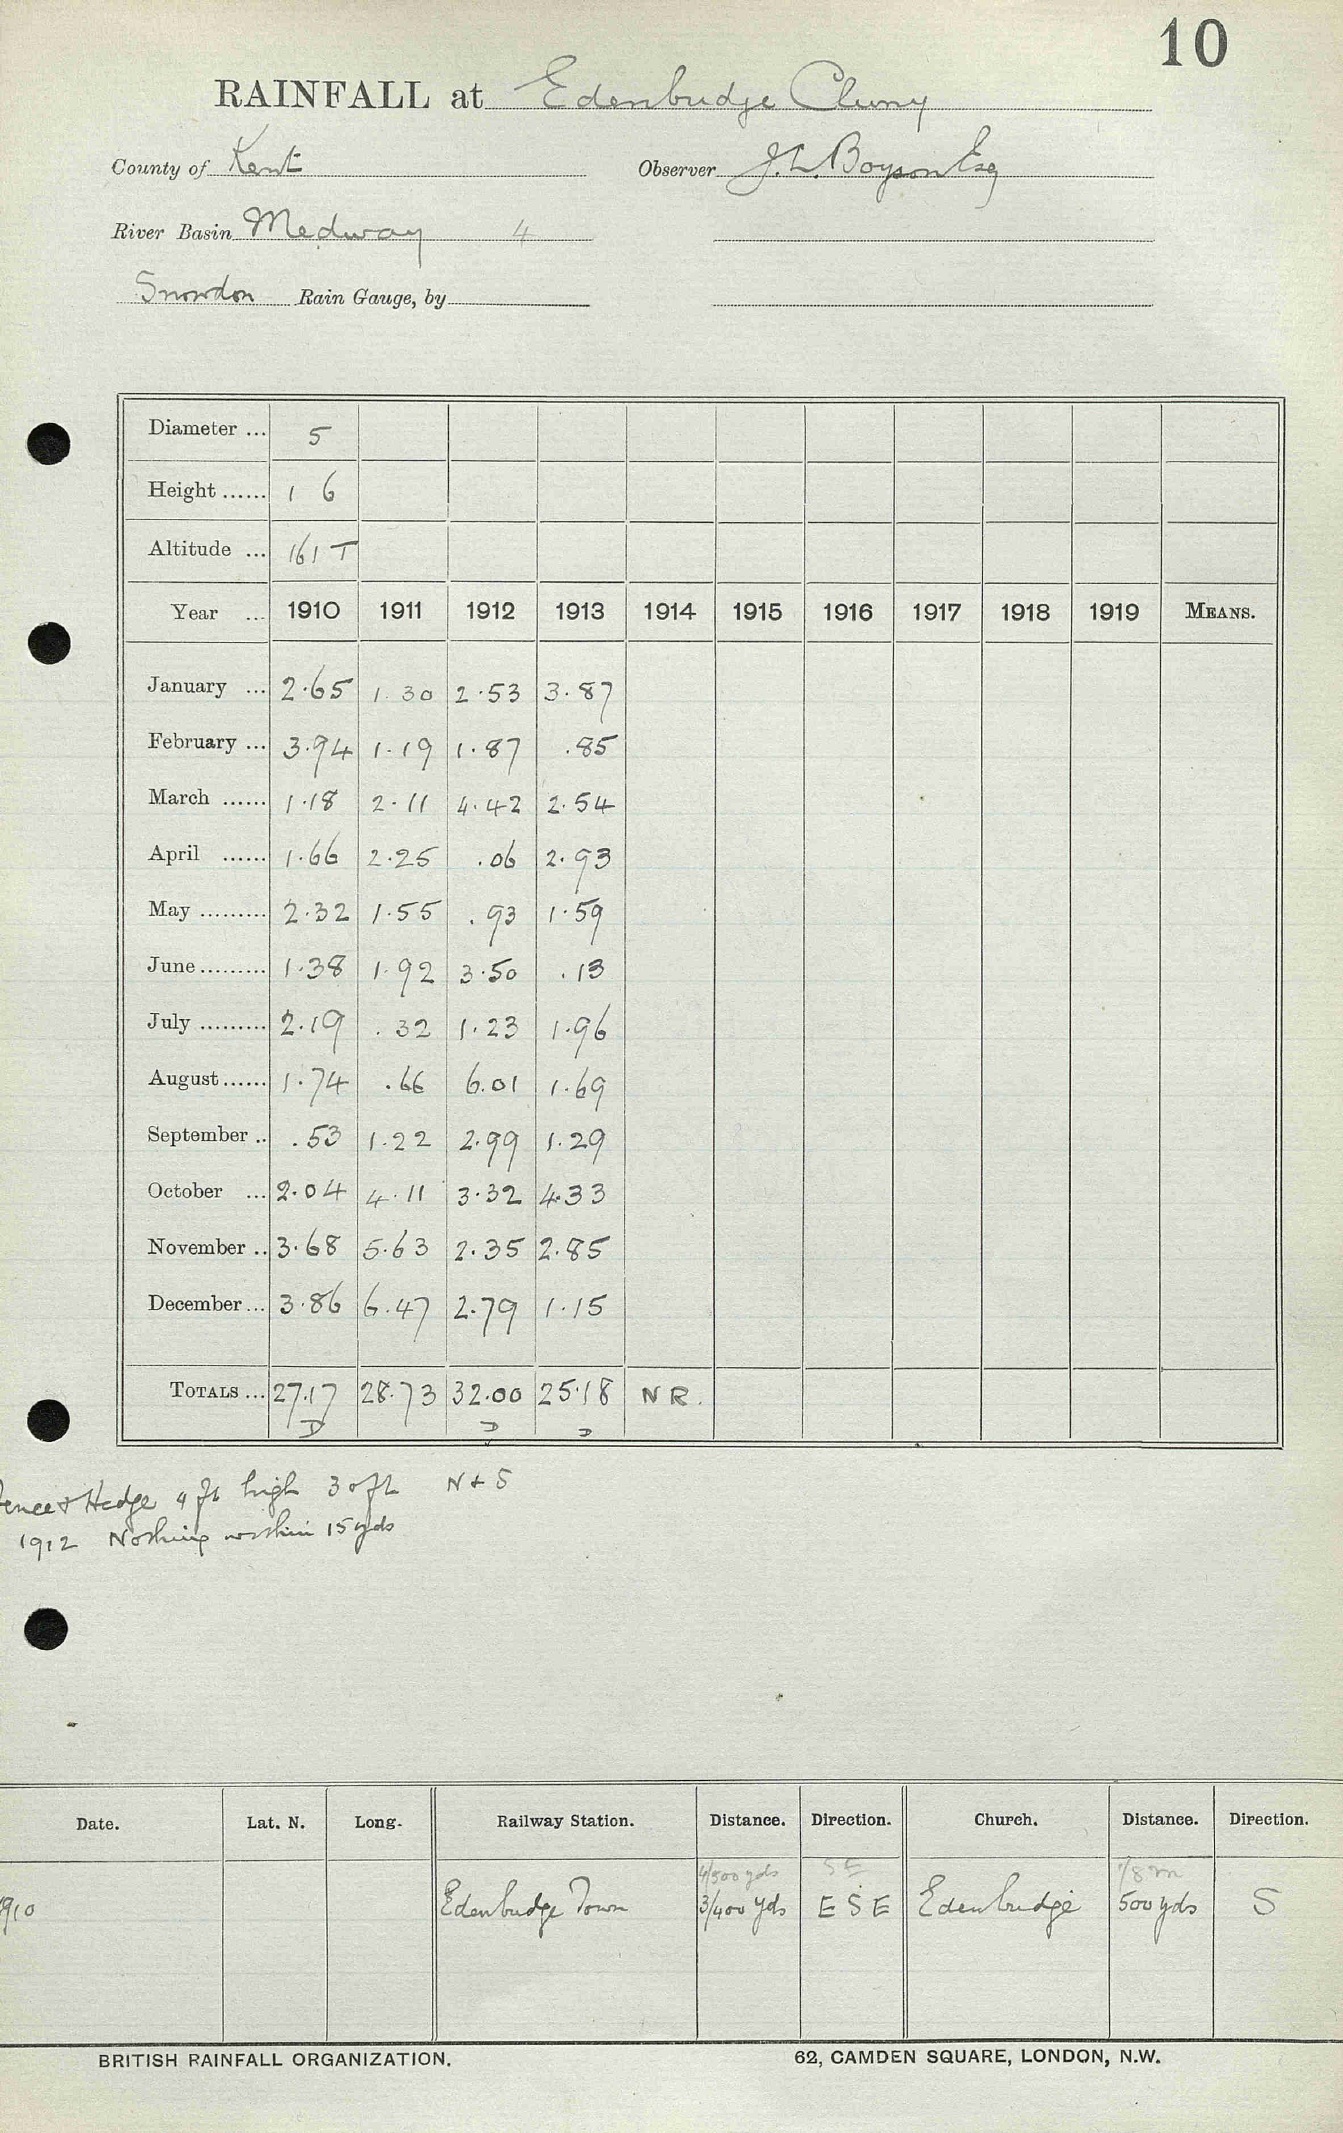 10
RAINFALL at Edenbridge Cluny
County of Kent Observer J. L. Boyson Esq
River Basin Medway 4
Snowdon Rain Gauge, by
Diameter ... 5
Height ...... 1 6
Altitude ... 161 T
Year ... 1910 1911 1912 1913 1914 1915 1916 1917 1918 1919 MEANS.
January ... 2.65 1.30 2.53 3.87
February ... 3.94 1.19 1.87 .85
March ...... 1.18 2.11 4.42 2.54
April ...... 1.66 2.25 .06 2.93
May ......... 2.32 1.55 .93 1.59
June ......... 1.38 1.92 3.50 .13
July ......... 2.19 .32 1.23 1.96
August ...... 1.74 .66 6.01 1.69
September .. .53 1.22 2.99 1.29
October ... 2.04 4.11 3.32 4.33
November .. 3.68 5.63 2.35 2.85
December ... 3.86 6.47 2.79 1.15
TOTALS ... 27.17 28.73 32.00 25.18 NR.
D D D
Fence & Hedge 4 ft high 30 ft N + S
1912 Nothing within 15 yds
Date. Lat. N. Long. Railway Station. Distance. Direction. Church. Distance. Direction.
4/500 yds SE 7/8 m
1910 Edenbridge Town 3/400 yds ESE Edenbridge 500 yds S
BRITISH RAINFALL ORGANIZATION. 62, CAMDEN SQUARE, LONDON, N.W.